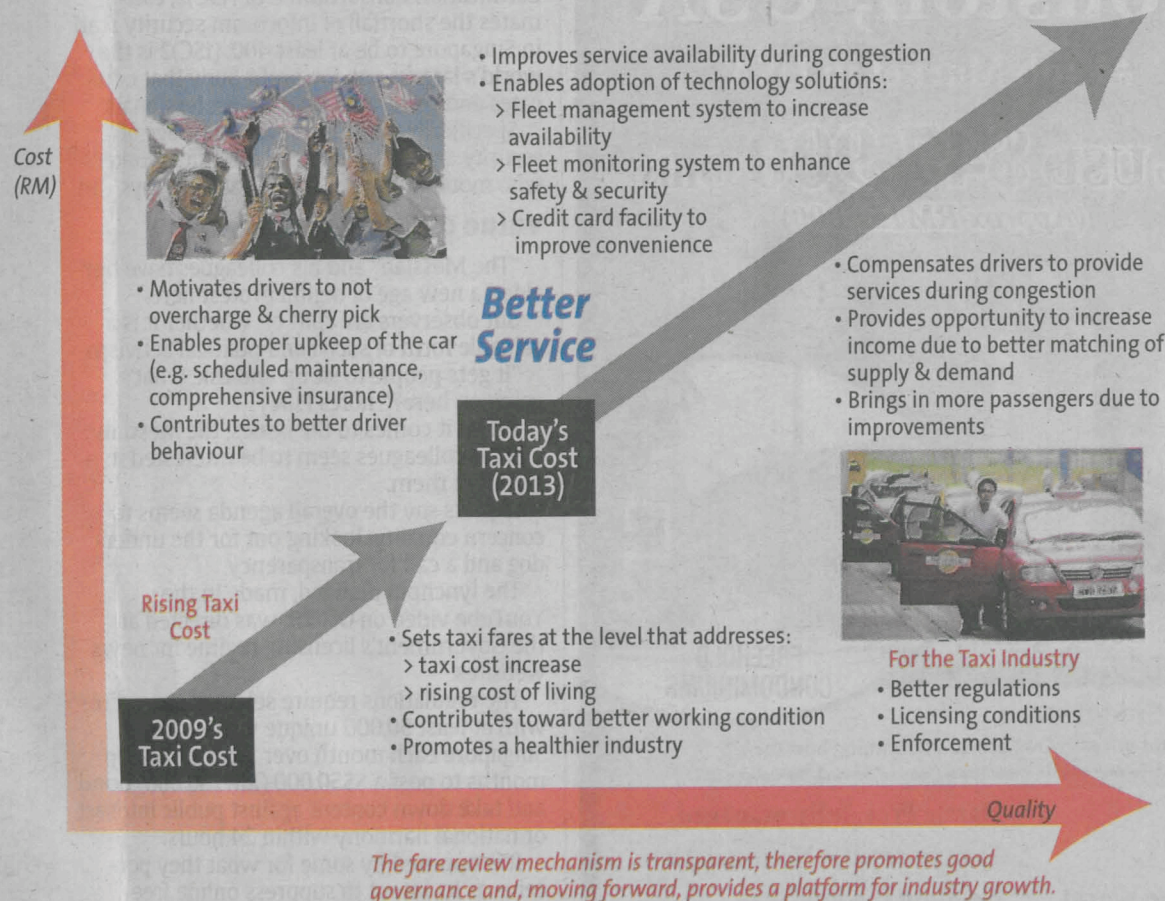 Cost
(RM)
• Improves service availability during congestion
• Enables adoption of technology solutions:
> Fleet management system to increase
availability
> Fleet monitoring system to enhance
safety & security
> Credit card facility to
improve convenience
• Motivates drivers to not
overcharge & cherry pick
• Enables proper upkeep of the car
(e.g. scheduled maintenance,
comprehensive insurance)
• Contributes to better driver
behaviour
Better
Service
• Compensates drivers to provide
services during congestion
• Provides opportunity to increase
income due to better matching of
supply & demand
• Brings in more passengers due to
improvements
Today's
Taxi Cost
(2013)
Rising Taxi
Cost
• Sets taxi fares at the level that addresses:
> taxi cost increase
> rising cost of living
• Contributes toward better working condition
• Promotes a healthier industry
For the Taxi Industry
• Better regulations
• Licensing conditions
• Enforcement
2009's
Taxi Cost
Quality
The fare review mechanism is transparent, therefore promotes good
governance and, moving forward, provides a platform for industry growth.